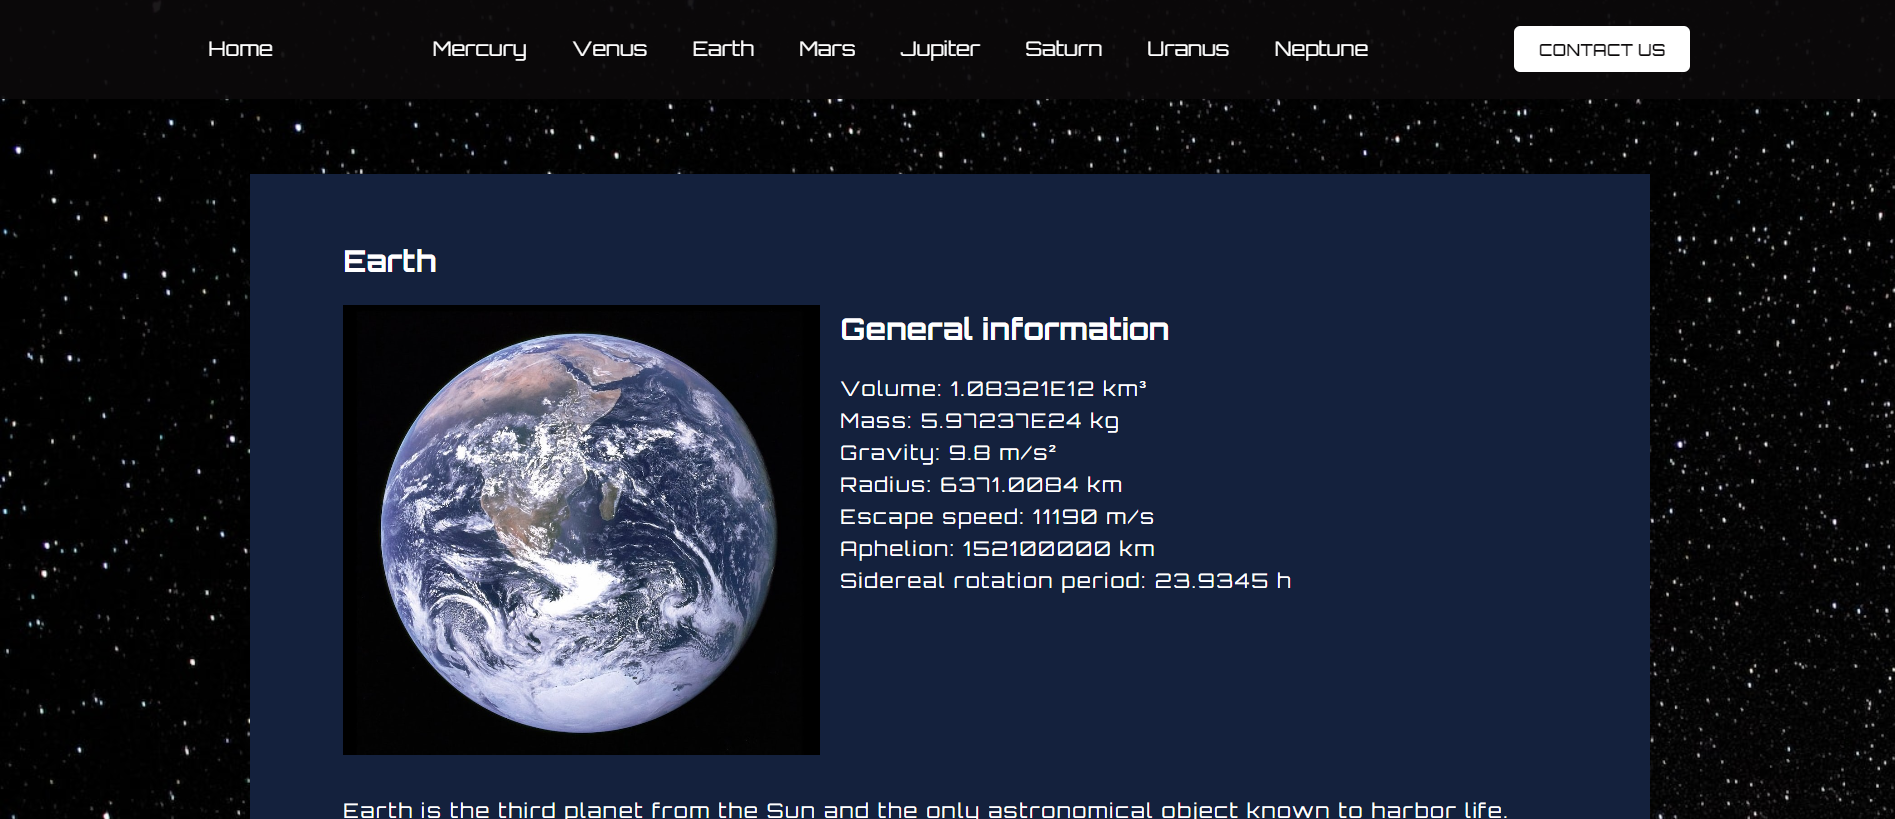 Home Mercury Venus Earth Mars Jupiter Saturn Uranus Neptune CONTACT US
Earth
General information
Volume: 1.08321E12 km³
Mass: 5.97237E24 kg
Gravity: 9.8 m/s²
Radius: 6371.0084 km
Escape speed: 11190 m/s
Aphelion: 152100000 km
Sidereal rotation period: 23.9345 h
Earth is the third planet from the Sun and the only astronomical object known to harbor life.